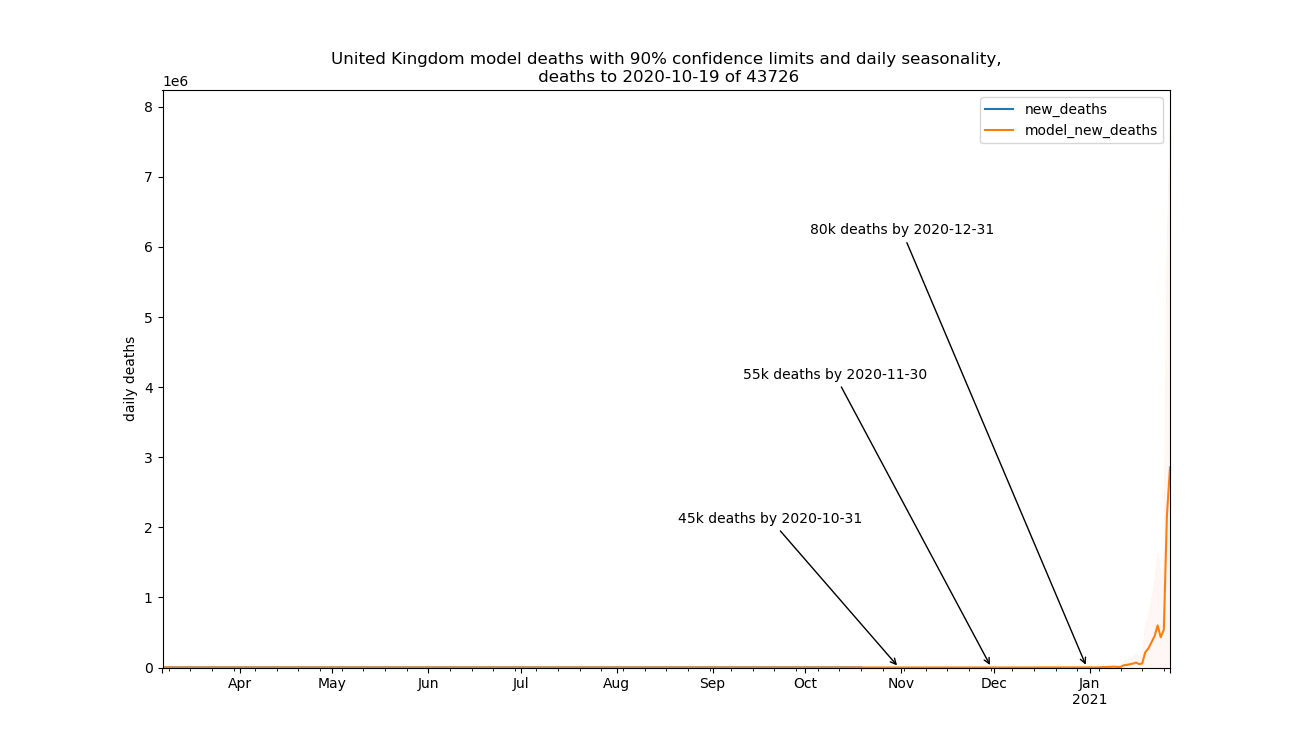 United Kingdom model deaths with 90% confidence limits and daily seasonality,
deaths to 2020-10-19 of 43726
1e6
new_deaths
model_new_deaths
8
7
6
5
4
3
2
1
0
daily deaths
80k deaths by 2020-12-31
55k deaths by 2020-11-30
45k deaths by 2020-10-31
Apr May Jun Jul Aug Sep Oct Nov Dec Jan
2021